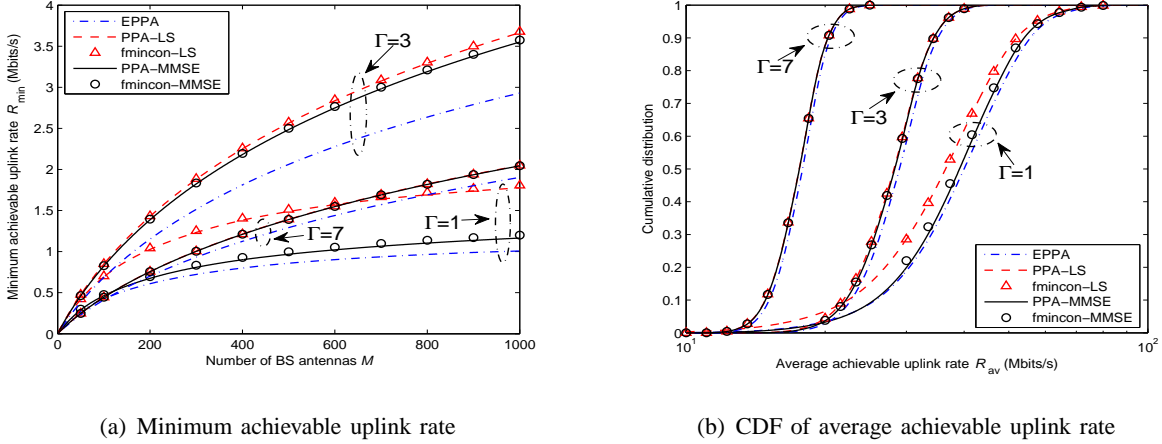 4
3.5
3
2.5
2
1.5
1
0.5
0
Minimum achievable uplink rate R_min (Mbits/s)
EPPA
PPA−LS
fmincon−LS
PPA−MMSE
fmincon−MMSE
Γ=3
Γ=1
Γ=7
0 200 400 600 800 1000
Number of BS antennas M
(a) Minimum achievable uplink rate
1
0.9
0.8
0.7
0.6
0.5
0.4
0.3
0.2
0.1
0
Cumulative distribution
Γ=7
Γ=3
Γ=1
EPPA
PPA−LS
fmincon−LS
PPA−MMSE
fmincon−MMSE
10^1 10^2
Average achievable uplink rate R_av (Mbits/s)
(b) CDF of average achievable uplink rate